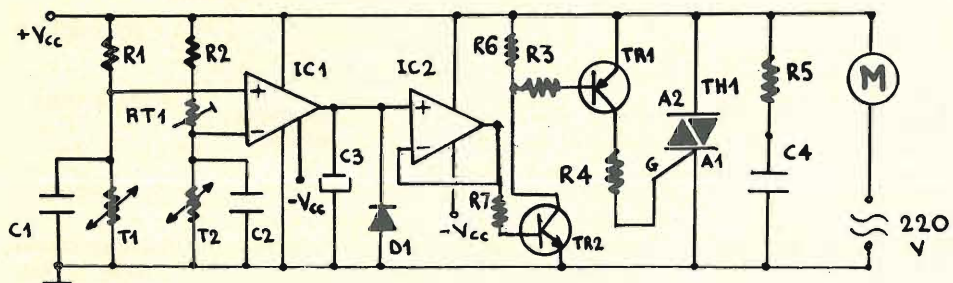 +Vcc
R1
R2
RT1
IC1
IC2
R6
R3
TR1
TH1
A2
A1
G
R5
M
C1
T1
T2
C2
-Vcc
C3
D1
R7
-Vcc
TR2
R4
C4
220
V
+
−
+
−